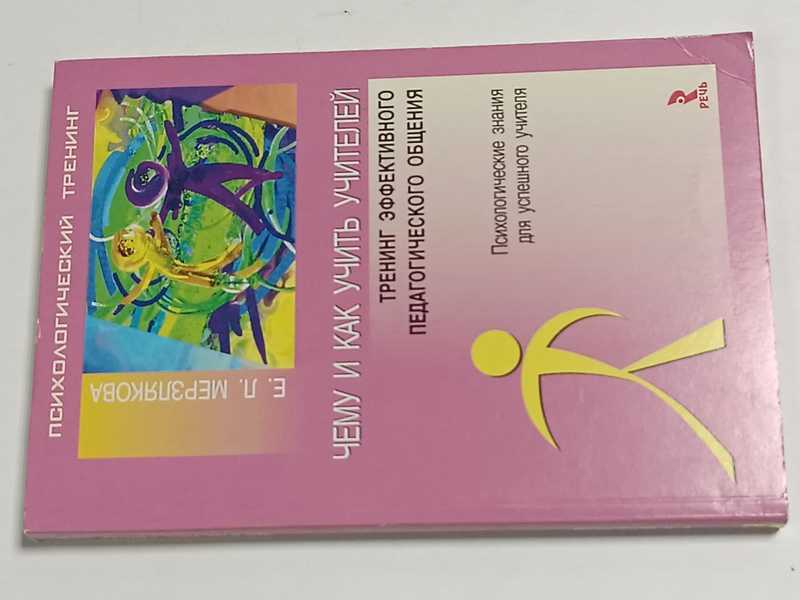 ПСИХОЛОГИЧЕСКИЙ ТРЕНИНГ
Е. Л. МЕРЗЛЯКОВА
ЧЕМУ И КАК УЧИТЬ УЧИТЕЛЕЙ
ТРЕНИНГ ЭФФЕКТИВНОГО
ПЕДАГОГИЧЕСКОГО ОБЩЕНИЯ
Психологические знания
для успешного учителя
РЕЧЬ